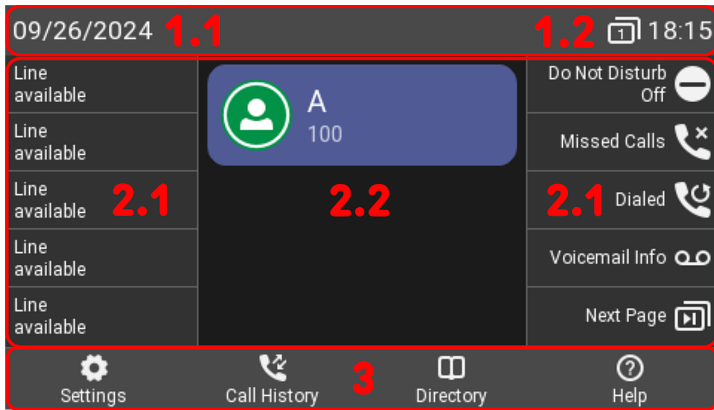 09/26/2024 1.1 1.2 1 18:15
Line
available
Line
available
Line
available
Line
available
Line
available
2.1
A
100
2.2
Do Not Disturb
Off
Missed Calls
2.1 Dialed
Voicemail Info
Next Page
Settings
Call History
3
Directory
? Help